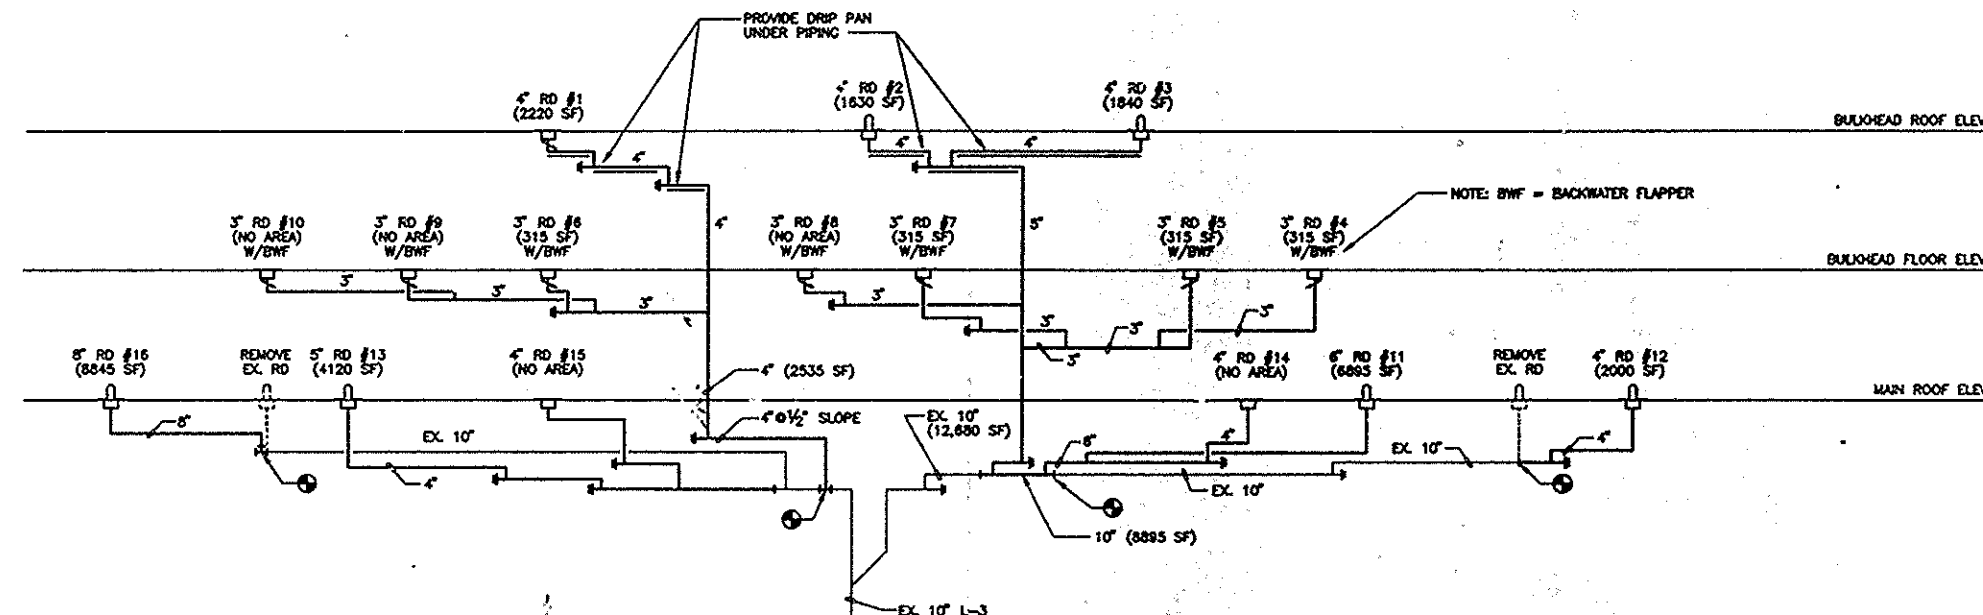 PROVIDE DRIP PAN
UNDER PIPING
4" RD #1
(2220 SF)
4" RD #2
(1630 SF)
4" RD #3
(1840 SF)
BULKHEAD ROOF ELEV
4"
4"
4"
NOTE: BWF = BACKWATER FLAPPER
3" RD #10
(NO AREA)
W/BWF
3" RD #9
(NO AREA)
W/BWF
3" RD #6
(315 SF)
W/BWF
4"
3" RD #8
(NO AREA)
W/BWF
3" RD #7
(315 SF)
W/BWF
5"
3" RD #5
(315 SF)
W/BWF
3" RD #4
(315 SF)
W/BWF
BULKHEAD FLOOR ELEV
3"
3"
3"
3"
3"
3"
3"
3"
8" RD #16
(8845 SF)
REMOVE
EX. RD
5" RD #13
(4120 SF)
4" RD #15
(NO AREA)
4" (2535 SF)
4" RD #14
(NO AREA)
6" RD #11
(6895 SF)
REMOVE
EX. RD
4" RD #12
(2000 SF)
MAIN ROOF ELEV
8"
EX. 10"
4"@½" SLOPE
EX. 10"
(12,680 SF)
8"
4"
EX. 10"
4"
4"
EX. 10"
10" (8895 SF)
EX. 10" L-3